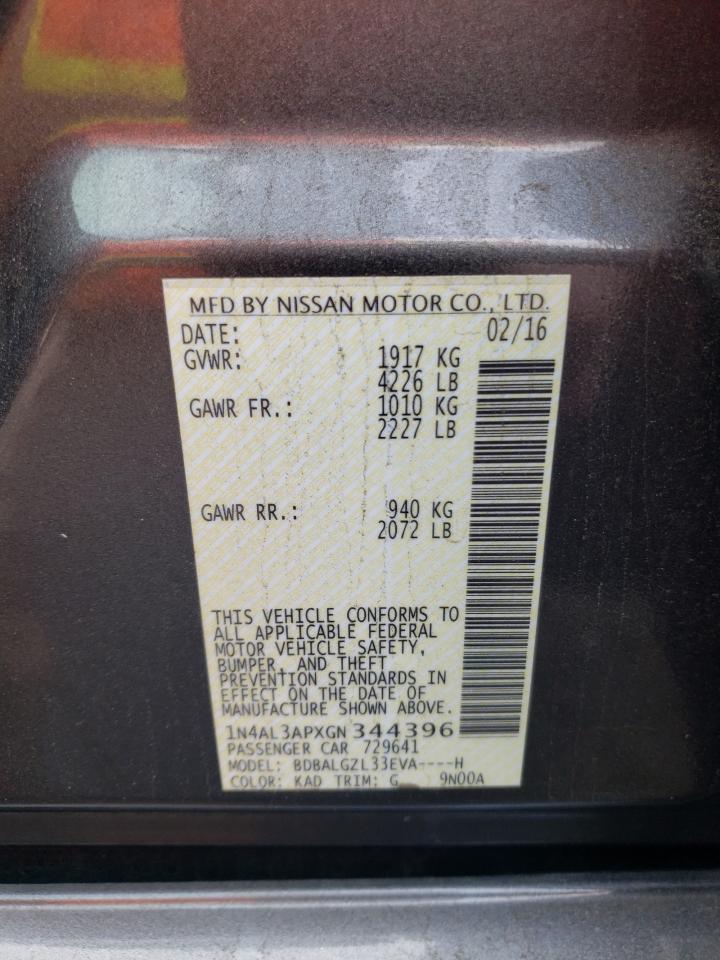 MFD BY NISSAN MOTOR CO., LTD.
DATE: 02/16
GVWR: 1917 KG
4226 LB
GAWR FR.: 1010 KG
2227 LB
GAWR RR.: 940 KG
2072 LB
THIS VEHICLE CONFORMS TO
ALL APPLICABLE FEDERAL
MOTOR VEHICLE SAFETY,
BUMPER, AND THEFT
PREVENTION STANDARDS IN
EFFECT ON THE DATE OF
MANUFACTURE SHOWN ABOVE.
1N4AL3APXGN344396
PASSENGER CAR 729641
MODEL: BDBALGZL33EVA----H
COLOR: KAD TRIM: G 9N00A